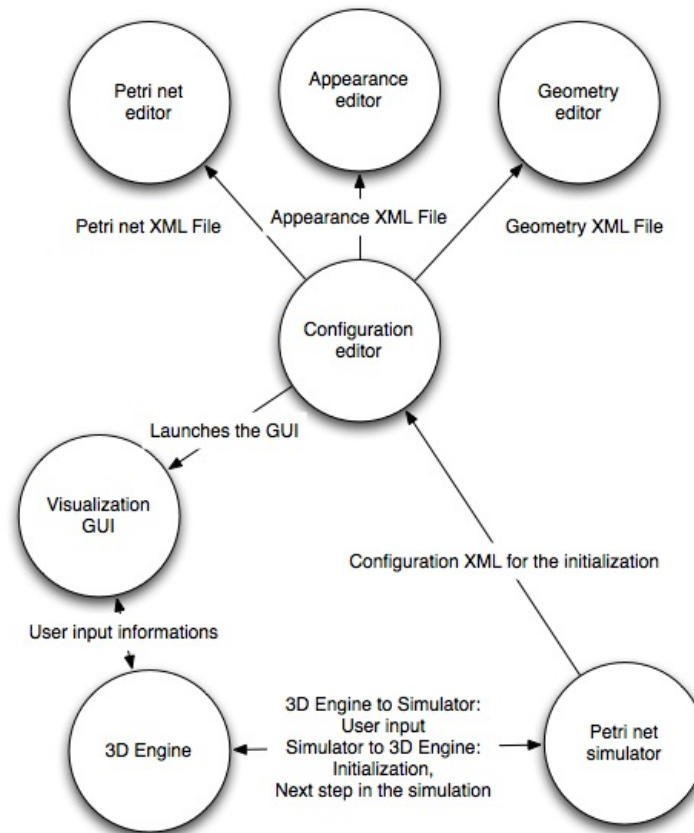 Petri net
editor
Appearance
editor
Geometry
editor
Petri net XML File
Appearance XML File
Geometry XML File
Configuration
editor
Launches the GUI
Visualization
GUI
Configuration XML for the initialization
User input informations
3D Engine
3D Engine to Simulator:
User input
Simulator to 3D Engine:
Initialization,
Next step in the simulation
Petri net
simulator